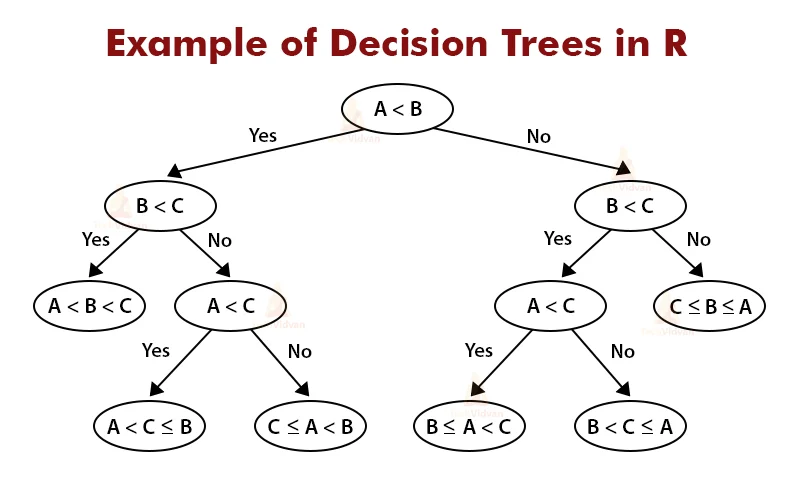 Example of Decision Trees in R
A < B
Yes
No
B < C
B < C
Yes
No
Yes
No
A < B < C
A < C
A < C
C ≤ B ≤ A
Yes
No
Yes
No
A < C ≤ B
C ≤ A < B
B ≤ A < C
B < C ≤ A